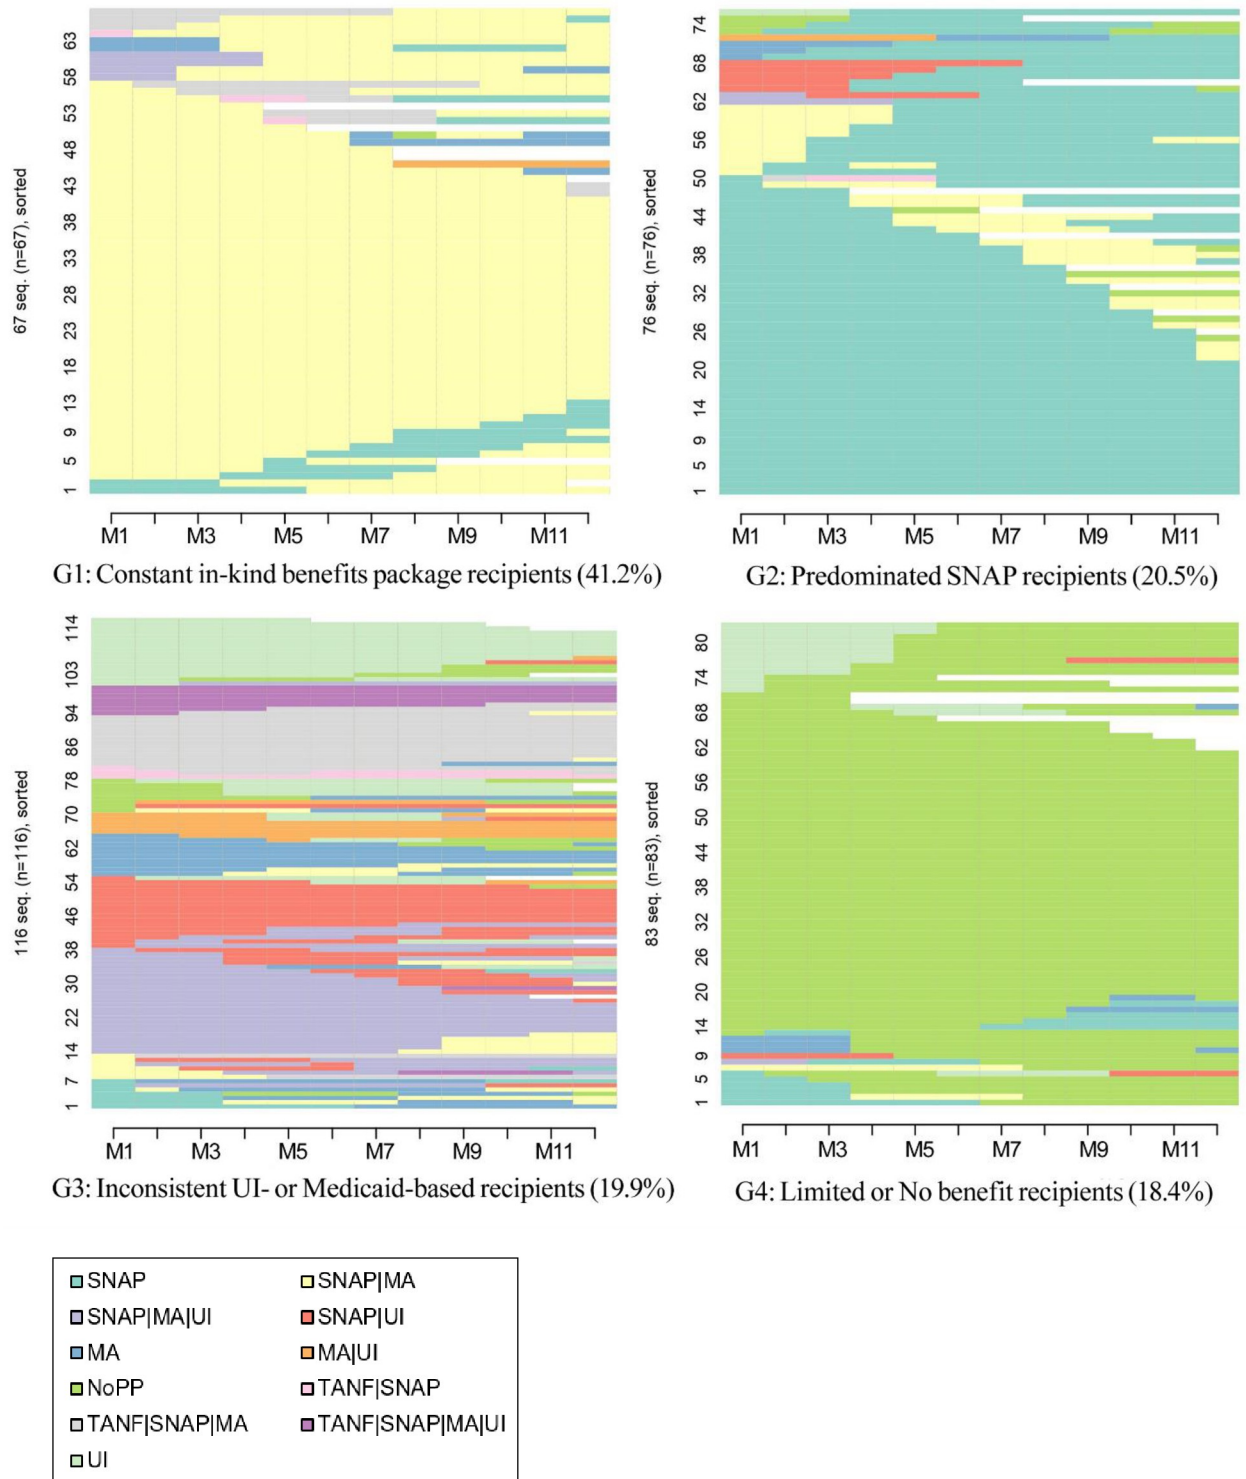 67 seq. (n=67), sorted
1 5 9 13 18 23 28 33 38 43 48 53 58 63
M1 M3 M5 M7 M9 M11
G1: Constant in-kind benefits package recipients (41.2%)
76 seq. (n=76), sorted
1 5 9 14 20 26 32 38 44 50 56 62 68 74
M1 M3 M5 M7 M9 M11
G2: Predominated SNAP recipients (20.5%)
116 seq. (n=116), sorted
1 7 14 22 30 38 46 54 62 70 78 86 94 103 114
M1 M3 M5 M7 M9 M11
G3: Inconsistent UI- or Medicaid-based recipients (19.9%)
83 seq. (n=83), sorted
1 5 9 14 20 26 32 38 44 50 56 62 68 74 80
M1 M3 M5 M7 M9 M11
G4: Limited or No benefit recipients (18.4%)
SNAP
SNAP|MA
SNAP|MA|UI
SNAP|UI
MA
MA|UI
NoPP
TANF|SNAP
TANF|SNAP|MA
TANF|SNAP|MA|UI
UI